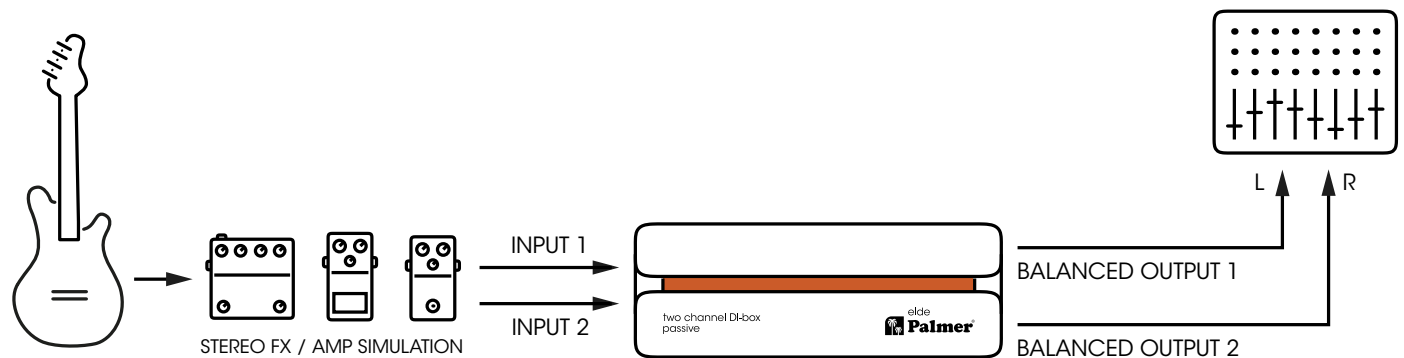 L
R
INPUT 1
BALANCED OUTPUT 1
two channel DI-box
passive
elde
Palmer®
INPUT 2
STEREO FX / AMP SIMULATION
BALANCED OUTPUT 2